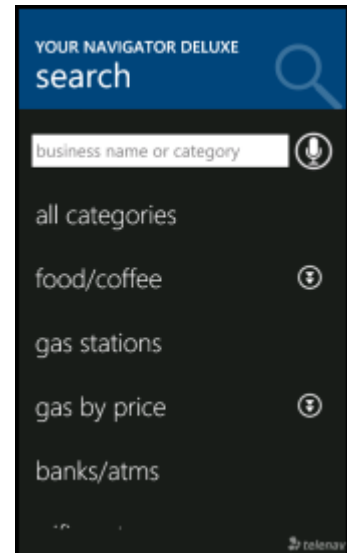 YOUR NAVIGATOR DELUXE
search
business name or category
all categories
food/coffee
gas stations
gas by price
banks/atms
telenav